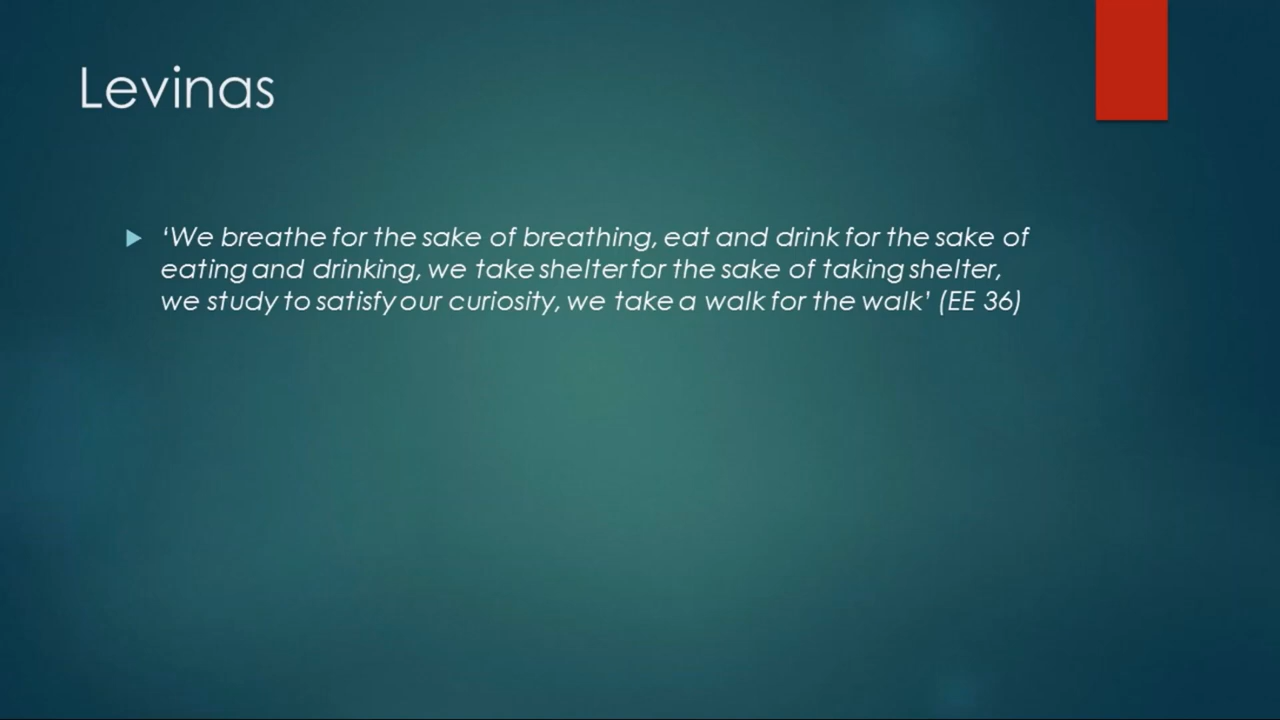 Levinas
‘We breathe for the sake of breathing, eat and drink for the sake of
eating and drinking, we take shelter for the sake of taking shelter,
we study to satisfy our curiosity, we take a walk for the walk’ (EE 36)